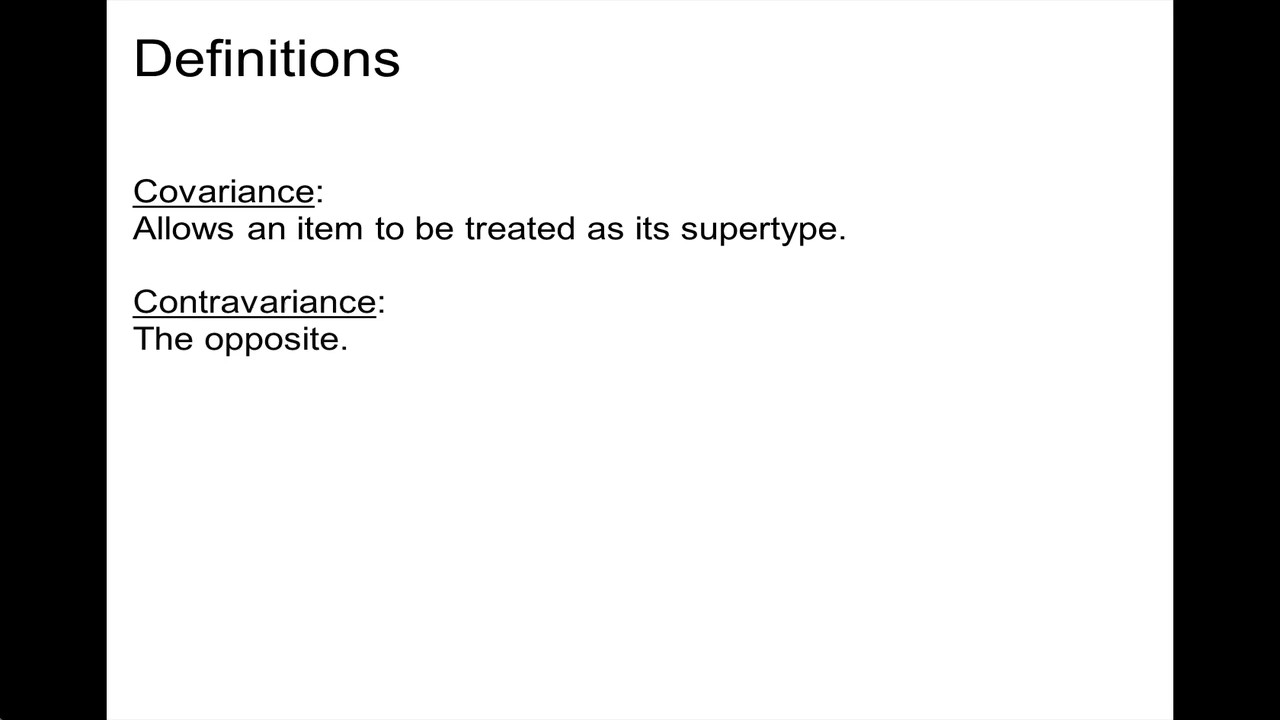 Definitions
Covariance:
Allows an item to be treated as its supertype.
Contravariance:
The opposite.